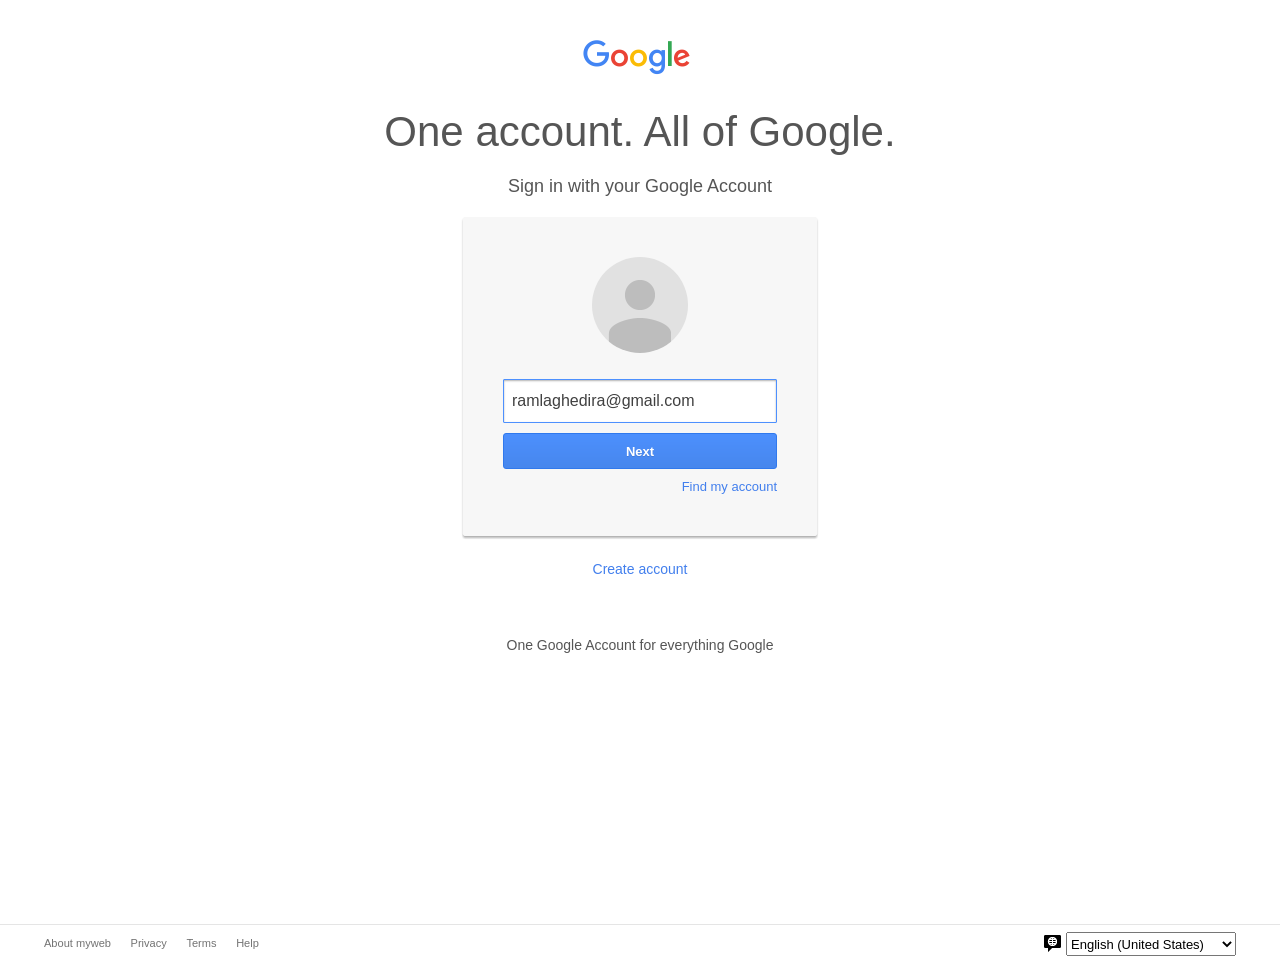 Google
One account. All of Google.
Sign in with your Google Account
ramlaghedira@gmail.com
Next
Find my account
Create account
One Google Account for everything Google
About myweb Privacy Terms Help English (United States)